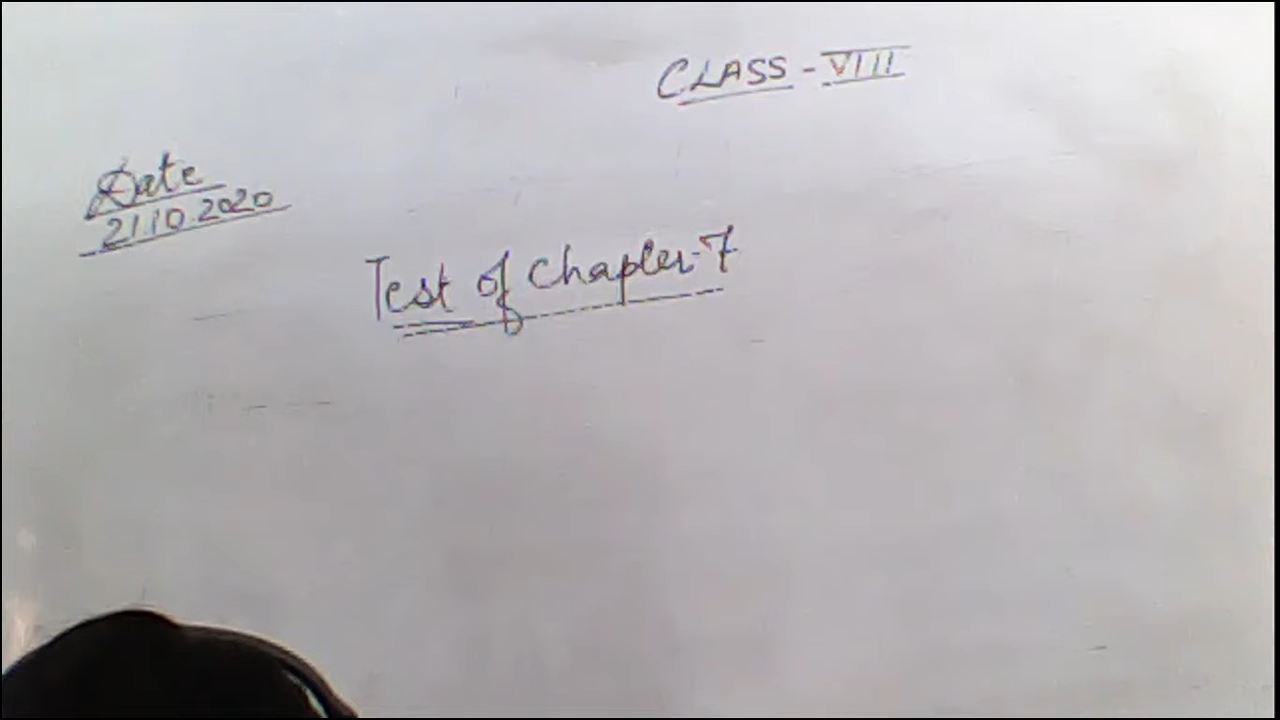 CLASS - VIII
Date
21.10.2020
Test of Chapter-7